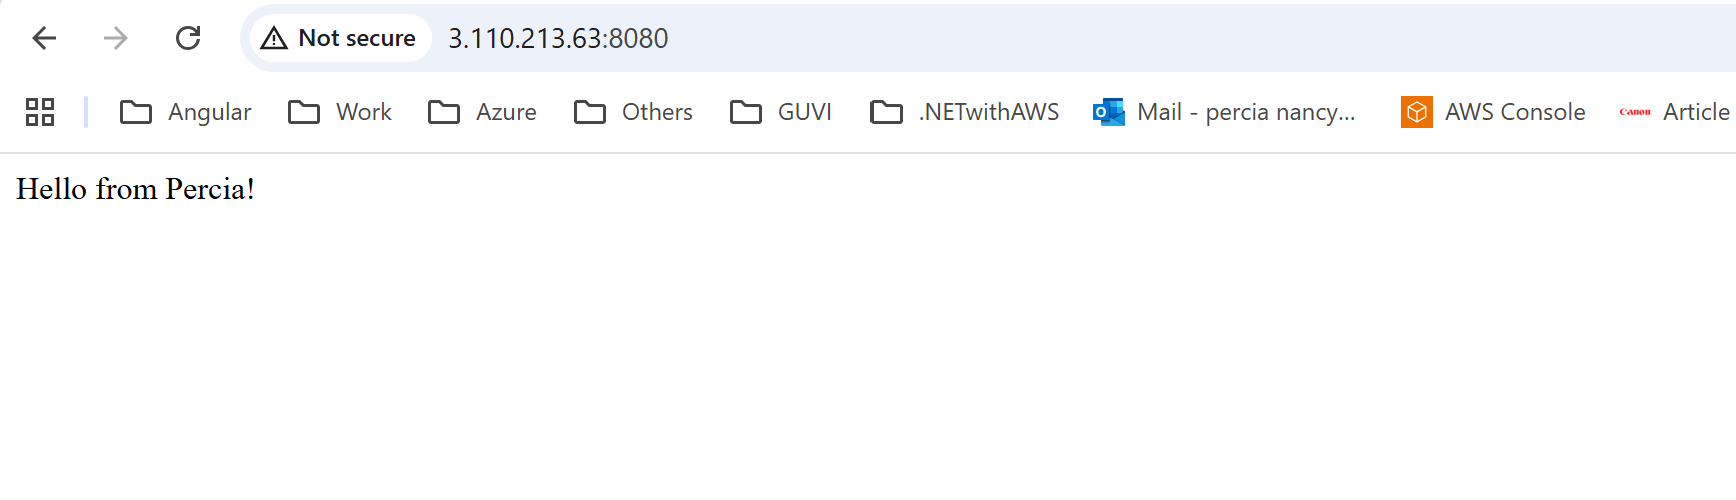 Not secure 3.110.213.63:8080
Angular Work Azure Others GUVI .NETwithAWS Mail - percia nancy... AWS Console Canon Article
Hello from Percia!